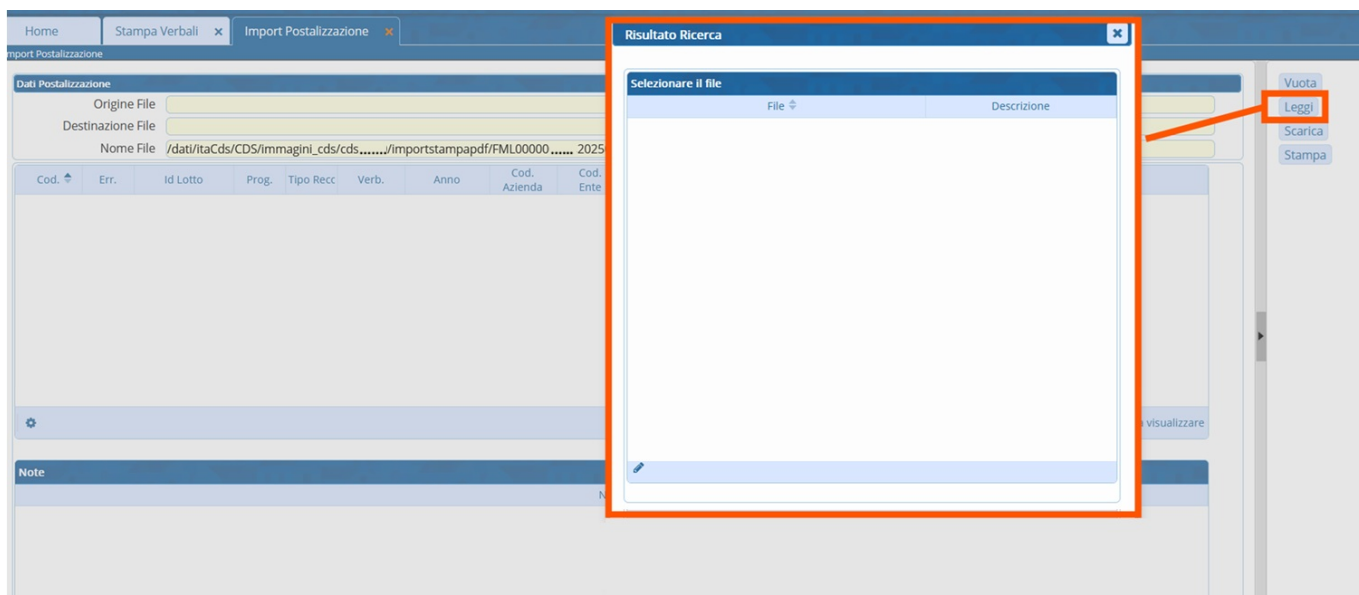 Home
Stampa Verbali
Import Postalizzazione
mport Postalizzazione
Dati Postalizzazione
Origine File
Destinazione File
Nome File /dati/itaCds/CDS/immagini_cds/cds......./importstampapdf/FML00000...... 2025
Cod. Err. Id Lotto Prog. Tipo Recc Verb. Anno Cod. Azienda Cod. Ente
visualizzare
Note
N
Risultato Ricerca
Selezionare il file
File Descrizione
Vuota
Leggi
Scarica
Stampa